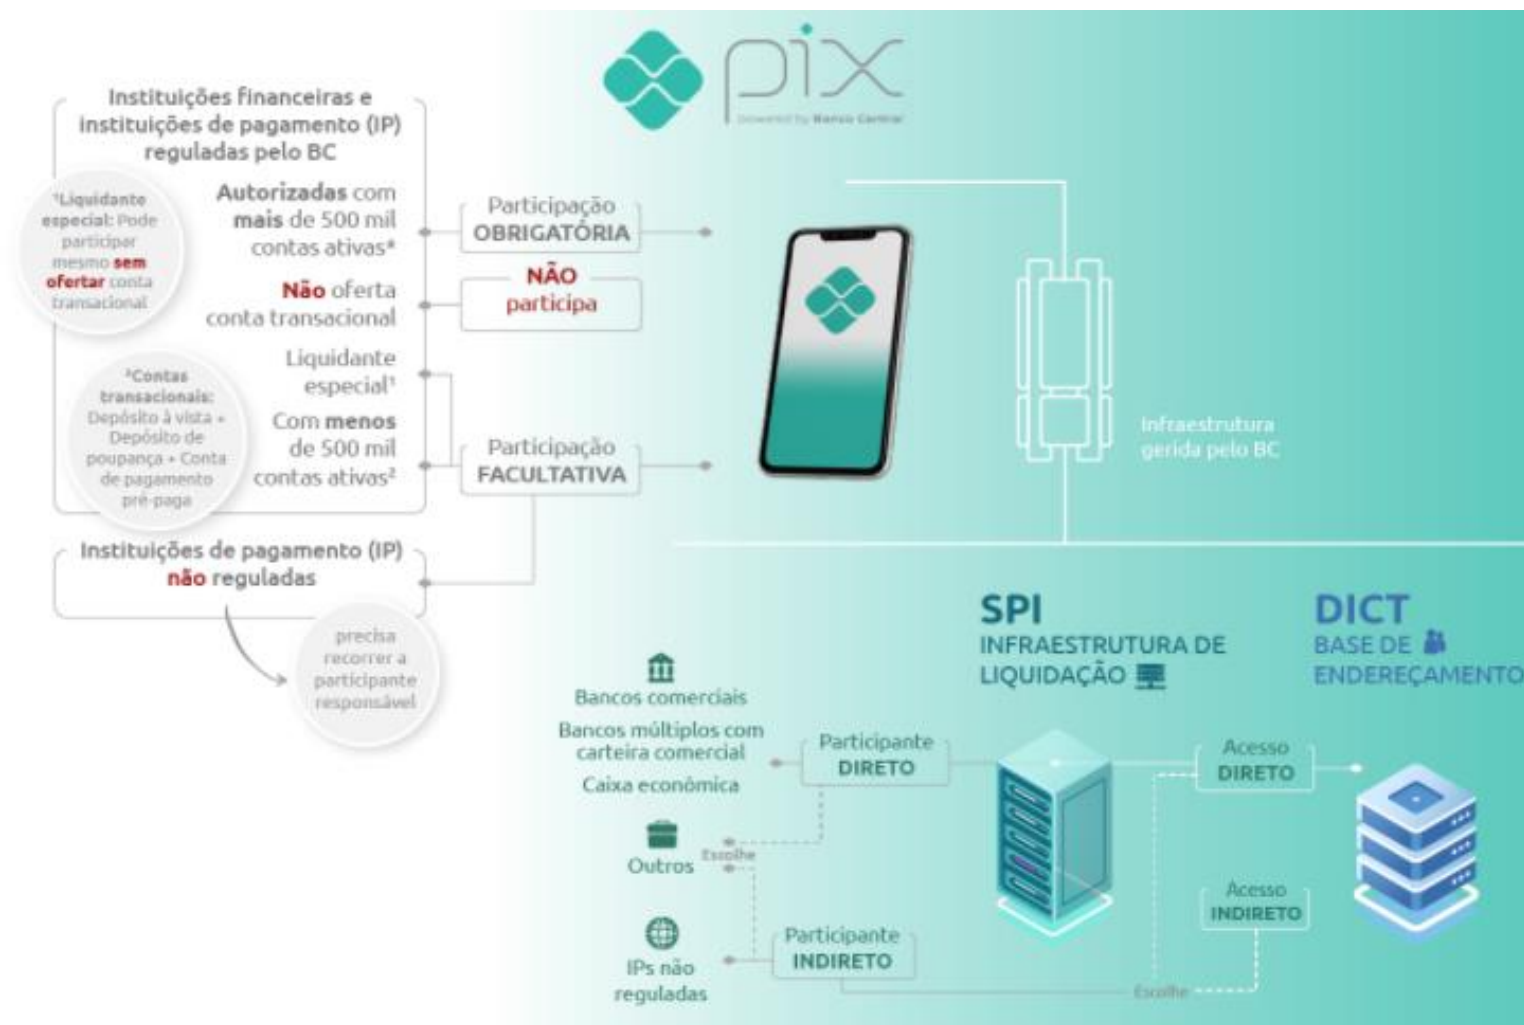 pix
powered by Banco Central
Instituições financeiras e
instituições de pagamento (IP)
reguladas pelo BC
¹Liquidante
especial: Pode
participar
mesmo sem
ofertar conta
transacional
Autorizadas com
mais de 500 mil
contas ativas*
Participação
OBRIGATÓRIA
Não oferta
conta transacional
NÃO
participa
Liquidante
especial¹
²Contas
transacionais:
Depósito à vista +
Depósito de
poupança + Conta
de pagamento
pré-paga
Com menos
de 500 mil
contas ativas²
Participação
FACULTATIVA
Instituições de pagamento (IP)
não reguladas
precisa
recorrer a
participante
responsável
Infraestrutura
gerida pelo BC
SPI
INFRAESTRUTURA DE
LIQUIDAÇÃO
DICT
BASE DE
ENDEREÇAMENTO
Bancos comerciais
Bancos múltiplos com
carteira comercial
Caixa econômica
Participante
DIRETO
Acesso
DIRETO
Outros
Escolhe
Acesso
INDIRETO
IPs não
reguladas
Participante
INDIRETO
Escolhe